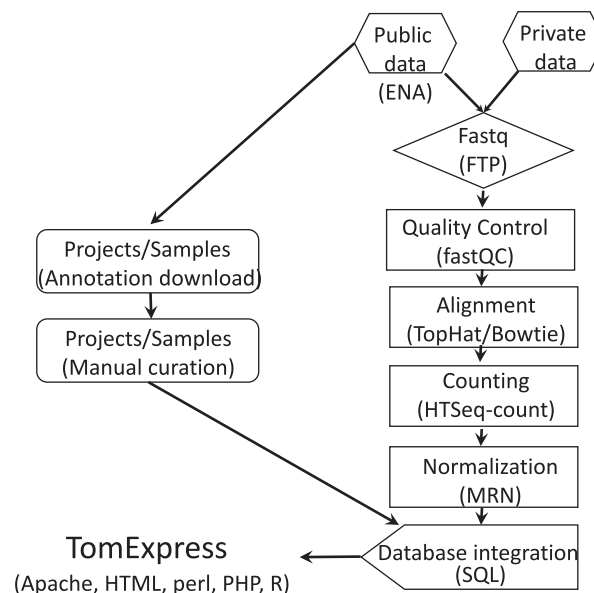 Public
data
(ENA)
Private
data
Fastq
(FTP)
Projects/Samples
(Annotation download)
Quality Control
(fastQC)
Projects/Samples
(Manual curation)
Alignment
(TopHat/Bowtie)
Counting
(HTSeq-count)
Normalization
(MRN)
Database integration
(SQL)
TomExpress
(Apache, HTML, perl, PHP, R)